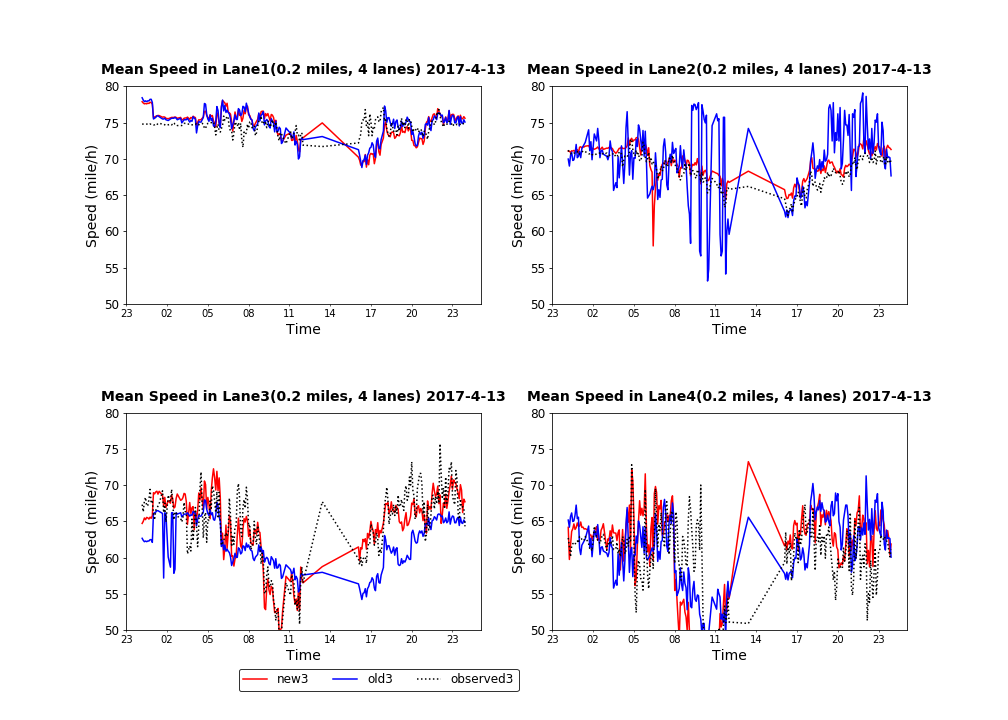 Mean Speed in Lane1(0.2 miles, 4 lanes) 2017-4-13
80
75
70
65
60
55
50
Speed (mile/h)
23 02 05 08 11 14 17 20 23
Time
Mean Speed in Lane2(0.2 miles, 4 lanes) 2017-4-13
80
75
70
65
60
55
50
Speed (mile/h)
23 02 05 08 11 14 17 20 23
Time
Mean Speed in Lane3(0.2 miles, 4 lanes) 2017-4-13
80
75
70
65
60
55
50
Speed (mile/h)
23 02 05 08 11 14 17 20 23
Time
Mean Speed in Lane4(0.2 miles, 4 lanes) 2017-4-13
80
75
70
65
60
55
50
Speed (mile/h)
23 02 05 08 11 14 17 20 23
Time
new3 old3 observed3